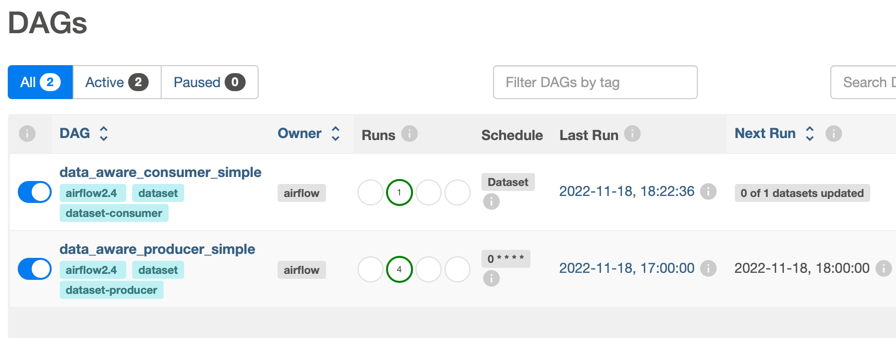 DAGs
All 2 Active 2 Paused 0 Filter DAGs by tag Search D
i DAG Owner Runs i Schedule Last Run i Next Run i
data_aware_consumer_simple
airflow2.4 dataset
dataset-consumer
airflow
1
Dataset
i
2022-11-18, 18:22:36 i
0 of 1 datasets updated
data_aware_producer_simple
airflow2.4 dataset
dataset-producer
airflow
4
0 * * * *
i
2022-11-18, 17:00:00 i
2022-11-18, 18:00:00 i